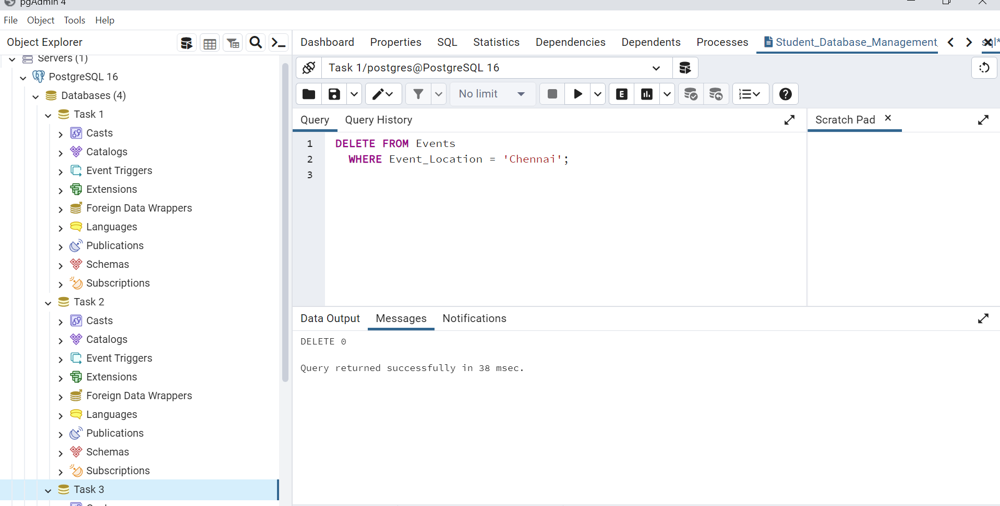 pgAdmin 4
File Object Tools Help
Object Explorer
Servers (1)
PostgreSQL 16
Databases (4)
Task 1
Casts
Catalogs
Event Triggers
Extensions
Foreign Data Wrappers
Languages
Publications
Schemas
Subscriptions
Task 2
Casts
Catalogs
Event Triggers
Extensions
Foreign Data Wrappers
Languages
Publications
Schemas
Subscriptions
Task 3
Dashboard Properties SQL Statistics Dependencies Dependents Processes Student_Database_Management
Task 1/postgres@PostgreSQL 16
No limit
E
Query Query History
Scratch Pad
1 DELETE FROM Events
2 WHERE Event_Location = 'Chennai';
3
Data Output Messages Notifications
DELETE 0
Query returned successfully in 38 msec.